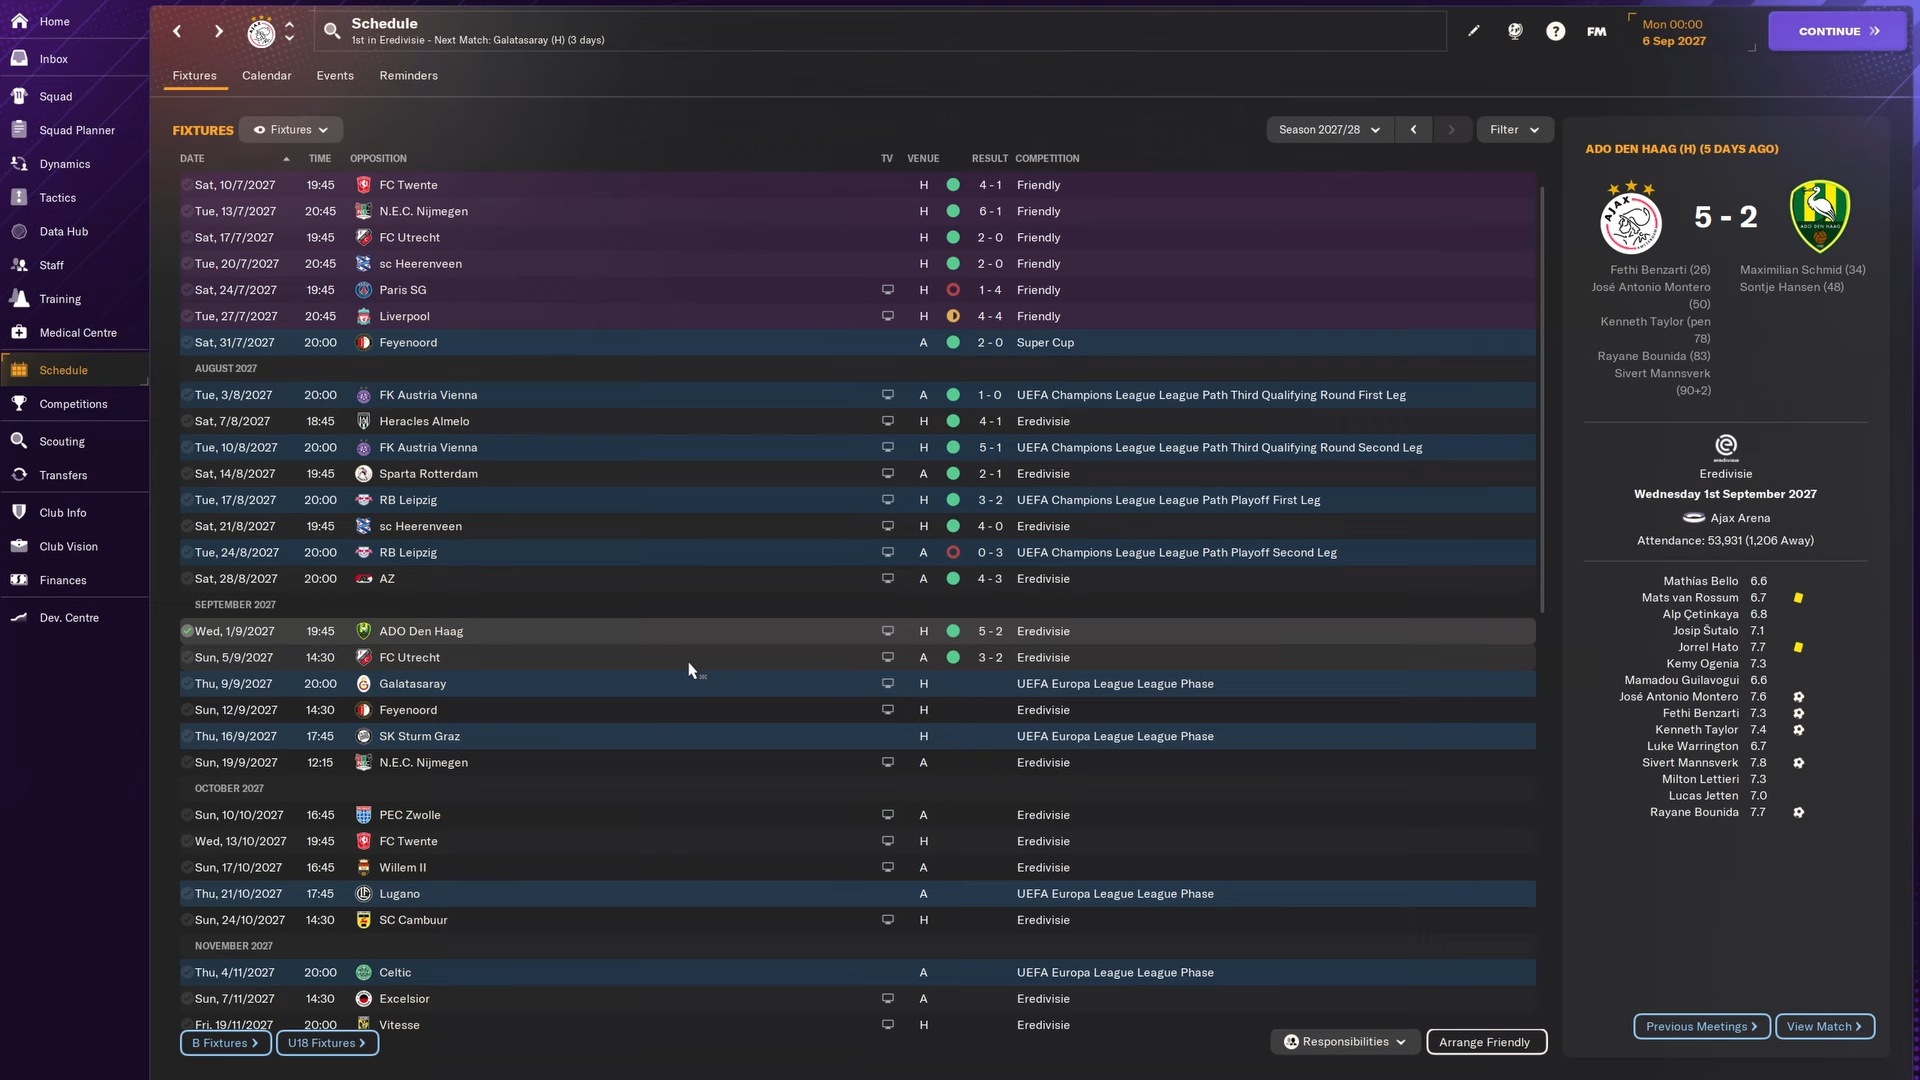 Home
Inbox
Squad
Squad Planner
Dynamics
Tactics
Data Hub
Staff
Training
Medical Centre
Schedule
Competitions
Scouting
Transfers
Club Info
Club Vision
Finances
Dev. Centre
Schedule
1st in Eredivisie - Next Match: Galatasaray (H) (3 days)
FM
Mon 00:00
6 Sep 2027
CONTINUE
Fixtures Calendar Events Reminders
FIXTURES Fixtures
Season 2027/28 Filter
DATE TIME OPPOSITION TV VENUE RESULT COMPETITION
Sat, 10/7/2027 19:45 FC Twente H 4 - 1 Friendly
Tue, 13/7/2027 20:45 N.E.C. Nijmegen H 6 - 1 Friendly
Sat, 17/7/2027 19:45 FC Utrecht H 2 - 0 Friendly
Tue, 20/7/2027 20:45 sc Heerenveen H 2 - 0 Friendly
Sat, 24/7/2027 19:45 Paris SG H 1 - 4 Friendly
Tue, 27/7/2027 20:45 Liverpool H 4 - 4 Friendly
Sat, 31/7/2027 20:00 Feyenoord A 2 - 0 Super Cup
AUGUST 2027
Tue, 3/8/2027 20:00 FK Austria Vienna A 1 - 0 UEFA Champions League League Path Third Qualifying Round First Leg
Sat, 7/8/2027 18:45 Heracles Almelo H 4 - 1 Eredivisie
Tue, 10/8/2027 20:00 FK Austria Vienna H 5 - 1 UEFA Champions League League Path Third Qualifying Round Second Leg
Sat, 14/8/2027 19:45 Sparta Rotterdam A 2 - 1 Eredivisie
Tue, 17/8/2027 20:00 RB Leipzig H 3 - 2 UEFA Champions League League Path Playoff First Leg
Sat, 21/8/2027 19:45 sc Heerenveen H 4 - 0 Eredivisie
Tue, 24/8/2027 20:00 RB Leipzig A 0 - 3 UEFA Champions League League Path Playoff Second Leg
Sat, 28/8/2027 20:00 AZ A 4 - 3 Eredivisie
SEPTEMBER 2027
Wed, 1/9/2027 19:45 ADO Den Haag H 5 - 2 Eredivisie
Sun, 5/9/2027 14:30 FC Utrecht A 3 - 2 Eredivisie
Thu, 9/9/2027 20:00 Galatasaray H UEFA Europa League League Phase
Sun, 12/9/2027 14:30 Feyenoord H Eredivisie
Thu, 16/9/2027 17:45 SK Sturm Graz H UEFA Europa League League Phase
Sun, 19/9/2027 12:15 N.E.C. Nijmegen A Eredivisie
OCTOBER 2027
Sun, 10/10/2027 16:45 PEC Zwolle A Eredivisie
Wed, 13/10/2027 19:45 FC Twente H Eredivisie
Sun, 17/10/2027 16:45 Willem II A Eredivisie
Thu, 21/10/2027 17:45 Lugano A UEFA Europa League League Phase
Sun, 24/10/2027 14:30 SC Cambuur H Eredivisie
NOVEMBER 2027
Thu, 4/11/2027 20:00 Celtic A UEFA Europa League League Phase
Sun, 7/11/2027 14:30 Excelsior A Eredivisie
Fri, 19/11/2027 20:00 Vitesse H Eredivisie
B Fixtures U18 Fixtures
Responsibilities Arrange Friendly
ADO DEN HAAG (H) (5 DAYS AGO)
AJAX
5 - 2
ADO DEN HAAG
Fethi Benzarti (26)
José Antonio Montero
(50)
Kenneth Taylor (pen
78)
Rayane Bounida (83)
Sivert Mannsverk
(90+2)
Maximilian Schmid (34)
Sontje Hansen (48)
Eredivisie
Wednesday 1st September 2027
Ajax Arena
Attendance: 53,931 (1,206 Away)
Mathías Bello 6.6
Mats van Rossum 6.7
Alp Çetinkaya 6.8
Josip Šutalo 7.1
Jorrel Hato 7.7
Kemy Ogenia 7.3
Mamadou Guilavogui 6.6
José Antonio Montero 7.6
Fethi Benzarti 7.3
Kenneth Taylor 7.4
Luke Warrington 6.7
Sivert Mannsverk 7.8
Milton Lettieri 7.3
Lucas Jetten 7.0
Rayane Bounida 7.7
Previous Meetings View Match